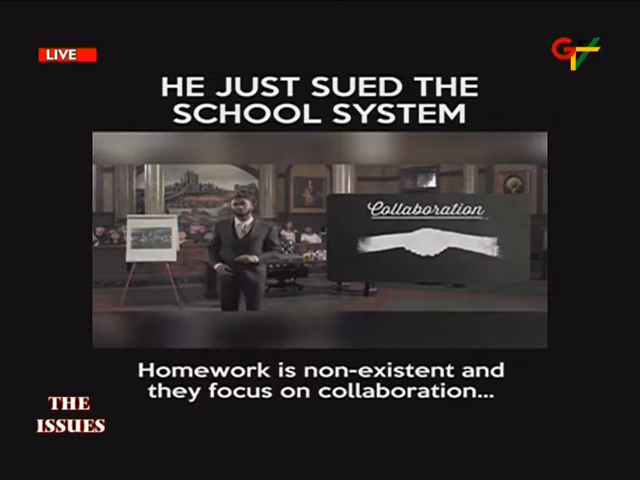 LIVE
GTV
HE JUST SUED THE
SCHOOL SYSTEM
Collaboration
Homework is non-existent and
they focus on collaboration...
THE
ISSUES